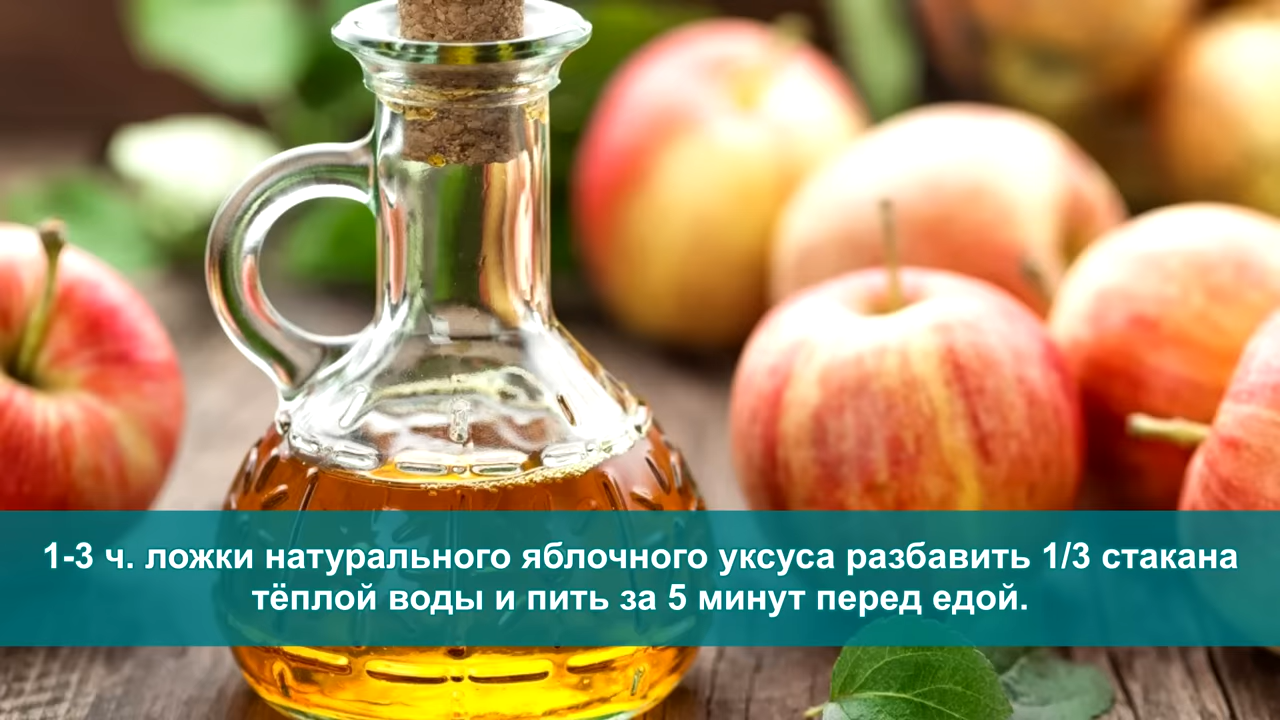 1-3 ч. ложки натурального яблочного уксуса разбавить 1/3 стакана
тёплой воды и пить за 5 минут перед едой.